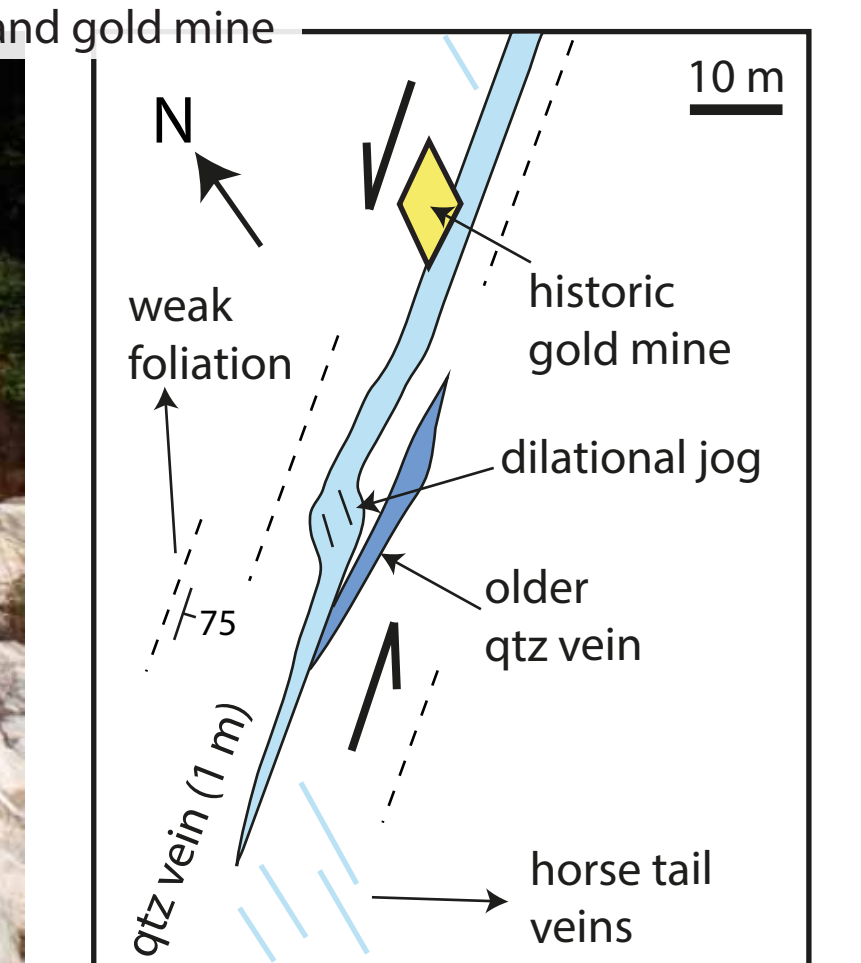 and gold mine
10 m
N
historic
gold mine
weak
foliation
dilational jog
older
qtz vein
75
qtz vein (1 m)
horse tail
veins